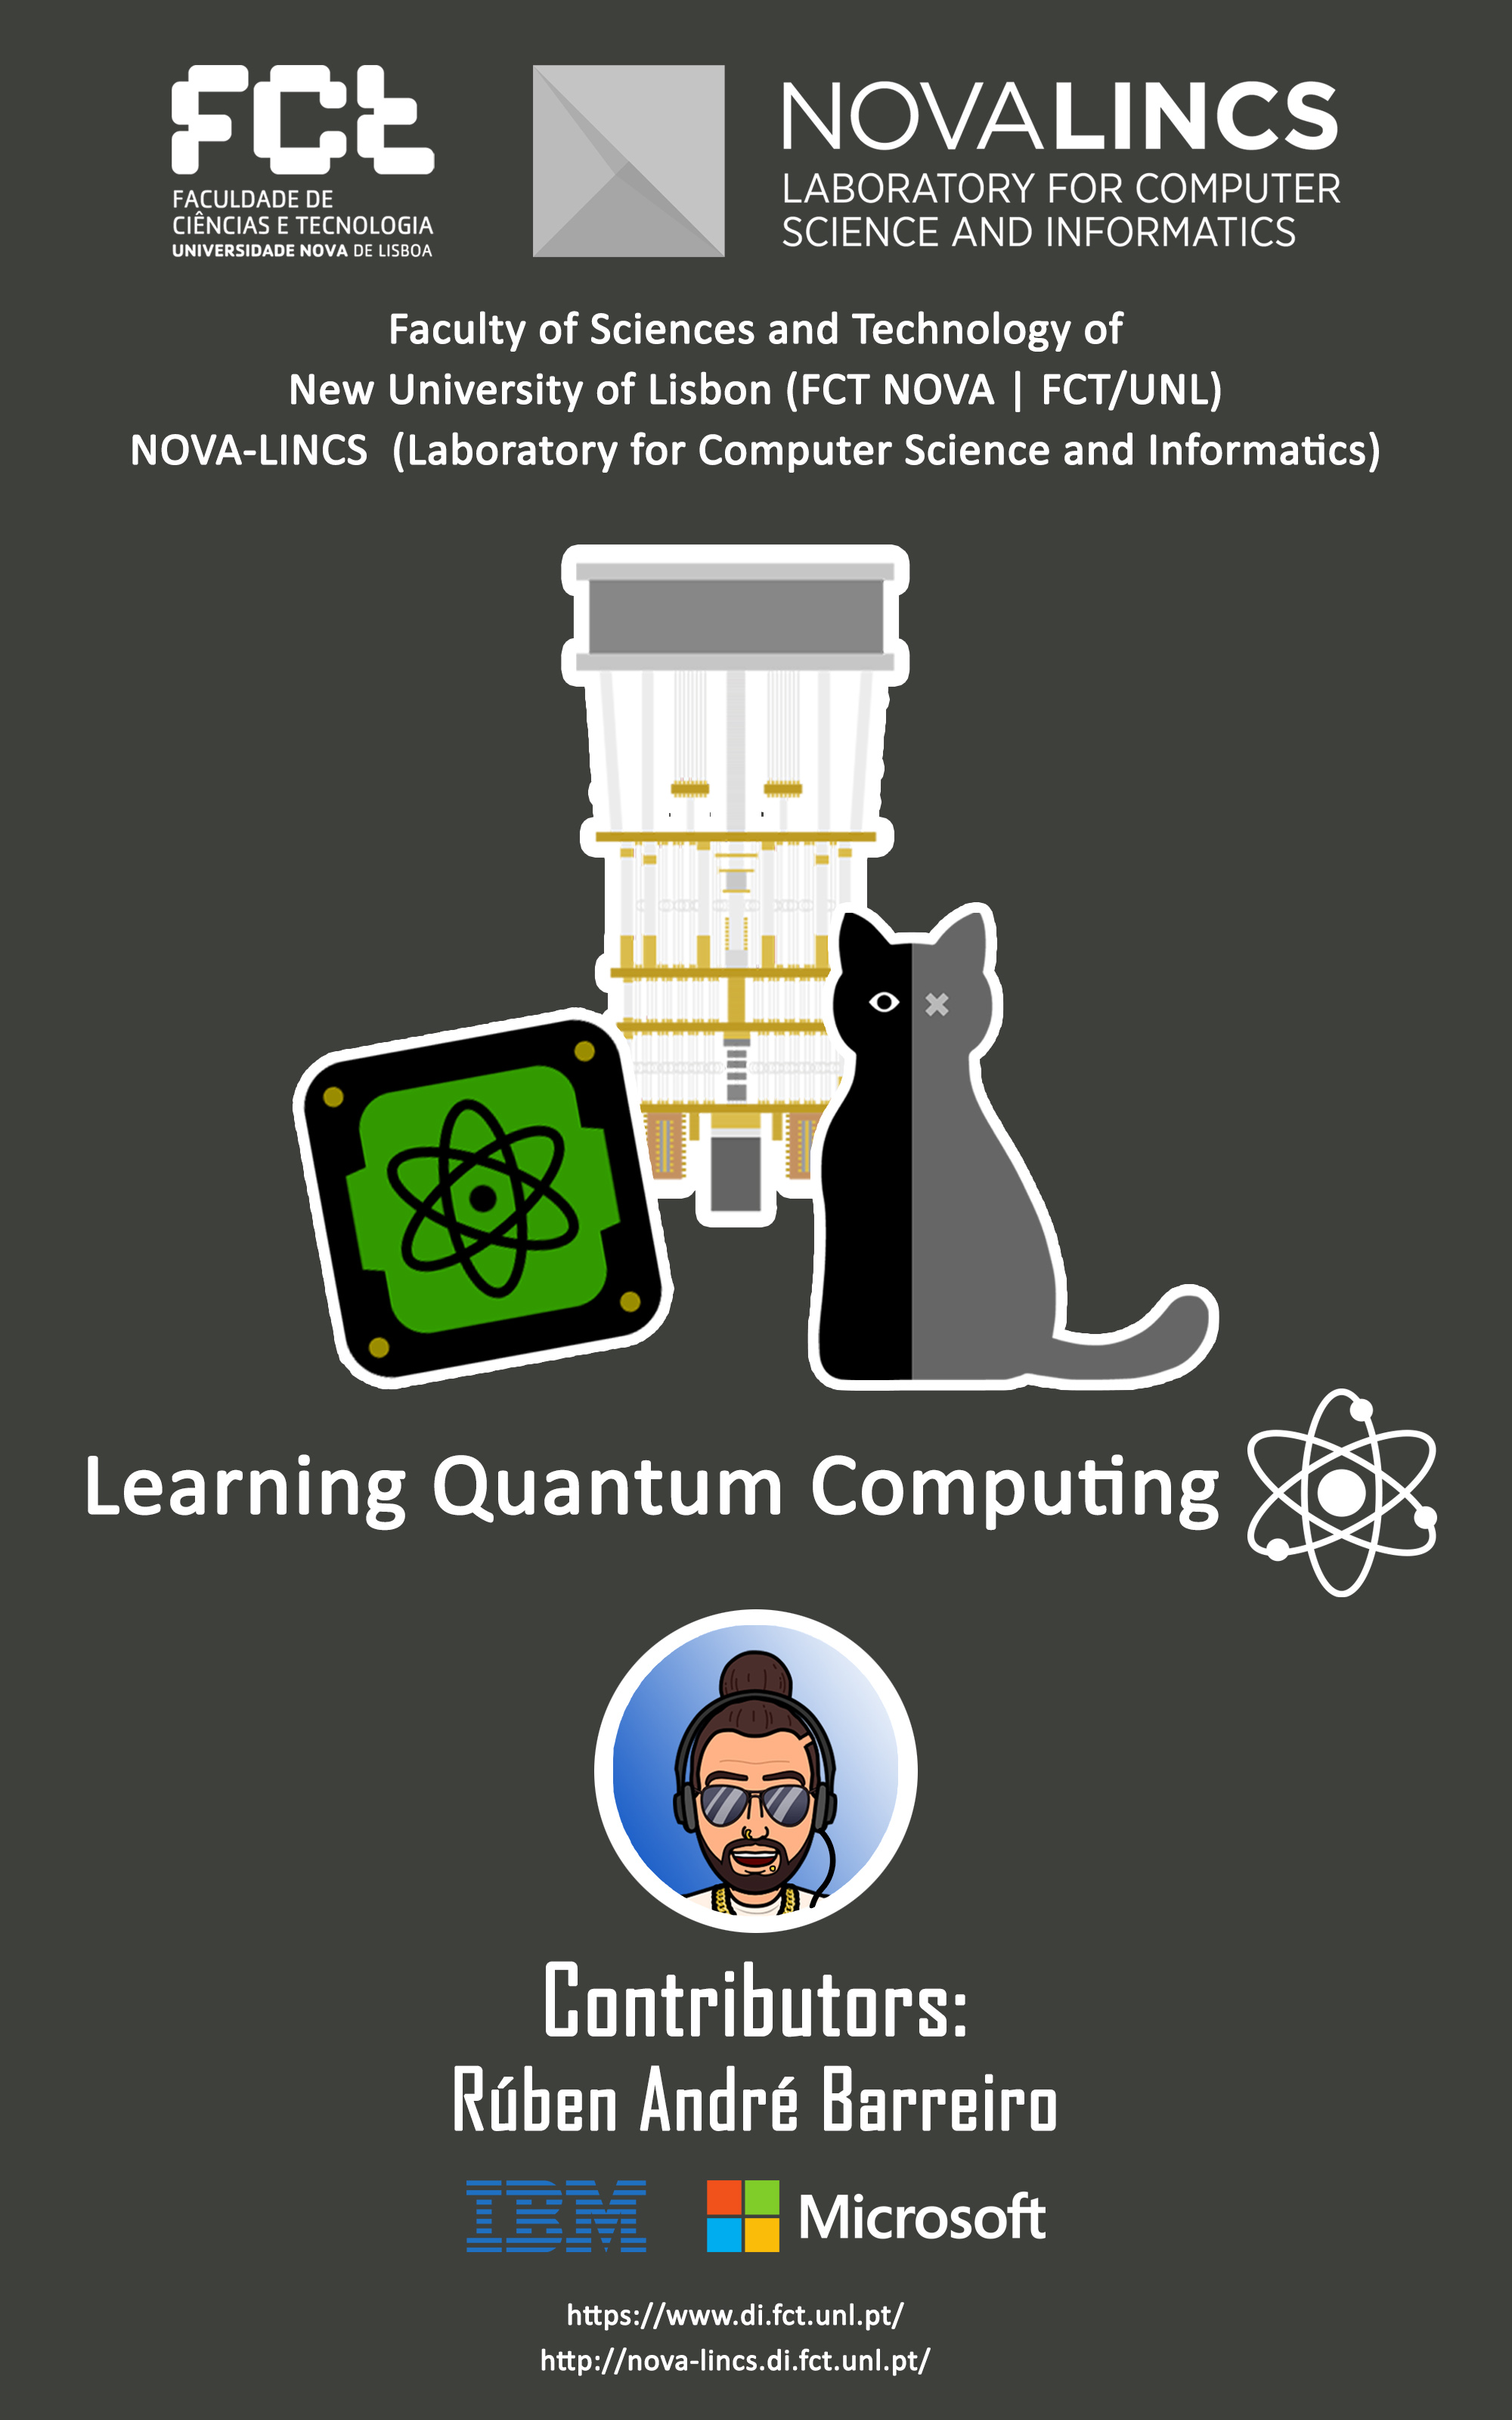 FCt
FACULDADE DE
CIÊNCIAS E TECNOLOGIA
UNIVERSIDADE NOVA DE LISBOA
NOVALINCS
LABORATORY FOR COMPUTER
SCIENCE AND INFORMATICS
Faculty of Sciences and Technology of
New University of Lisbon (FCT NOVA | FCT/UNL)
NOVA-LINCS (Laboratory for Computer Science and Informatics)
Learning Quantum Computing
Contributors:
Rúben André Barreiro
IBM
Microsoft
https://www.di.fct.unl.pt/
http://nova-lincs.di.fct.unl.pt/